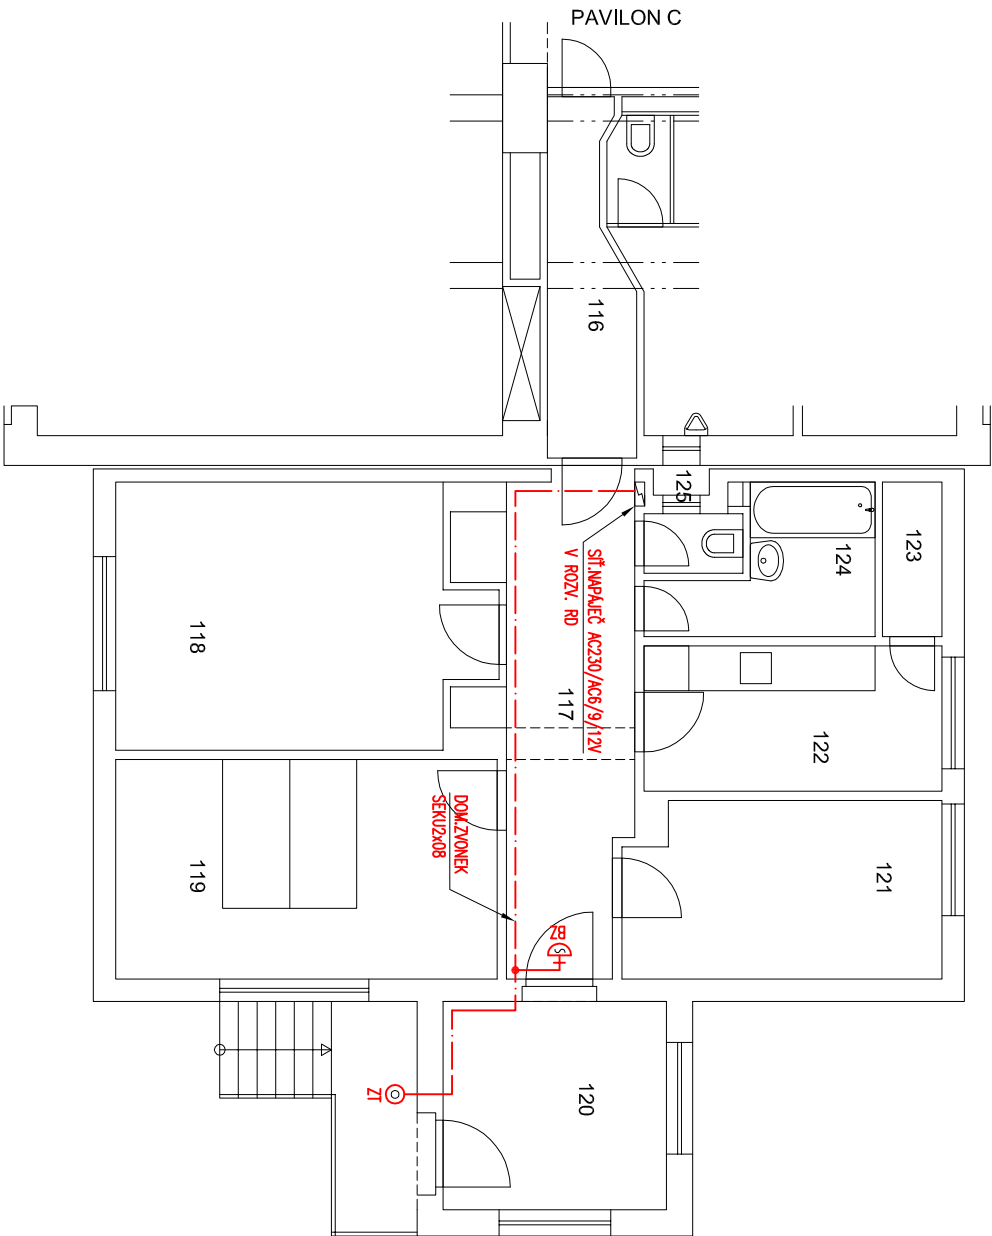 PAVILON C
116
125
124
123
SÍŤ.NAPÁJEČ AC230/AC6/9/12V
V ROZV. RD
118
117
122
DOM.ZVONEK
SEKU2x08
119
121
BZ
S
ZT
120